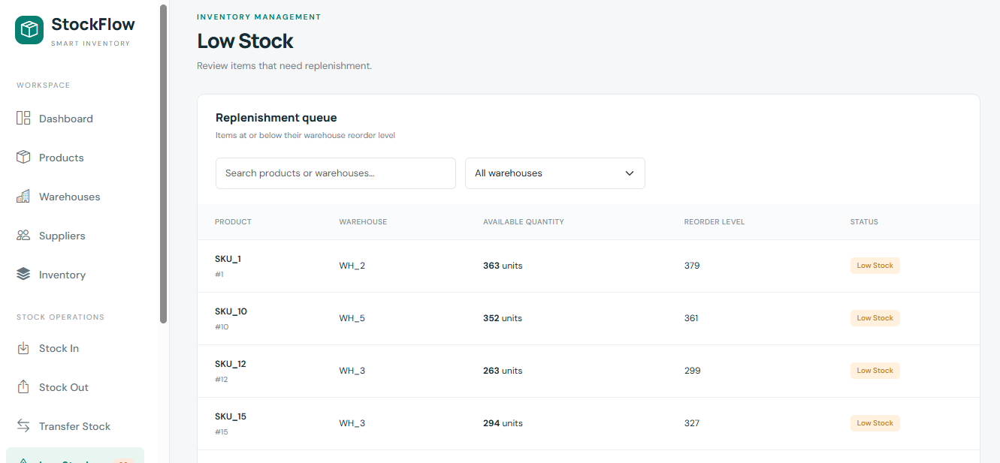 StockFlow
SMART INVENTORY
WORKSPACE
Dashboard
Products
Warehouses
Suppliers
Inventory
STOCK OPERATIONS
Stock In
Stock Out
Transfer Stock
INVENTORY MANAGEMENT
Low Stock
Review items that need replenishment.
Replenishment queue
Items at or below their warehouse reorder level
Search products or warehouses... All warehouses
PRODUCT WAREHOUSE AVAILABLE QUANTITY REORDER LEVEL STATUS
SKU_1
#1
WH_2 363 units 379 Low Stock
SKU_10
#10
WH_5 352 units 361 Low Stock
SKU_12
#12
WH_3 263 units 299 Low Stock
SKU_15
#15
WH_3 294 units 327 Low Stock